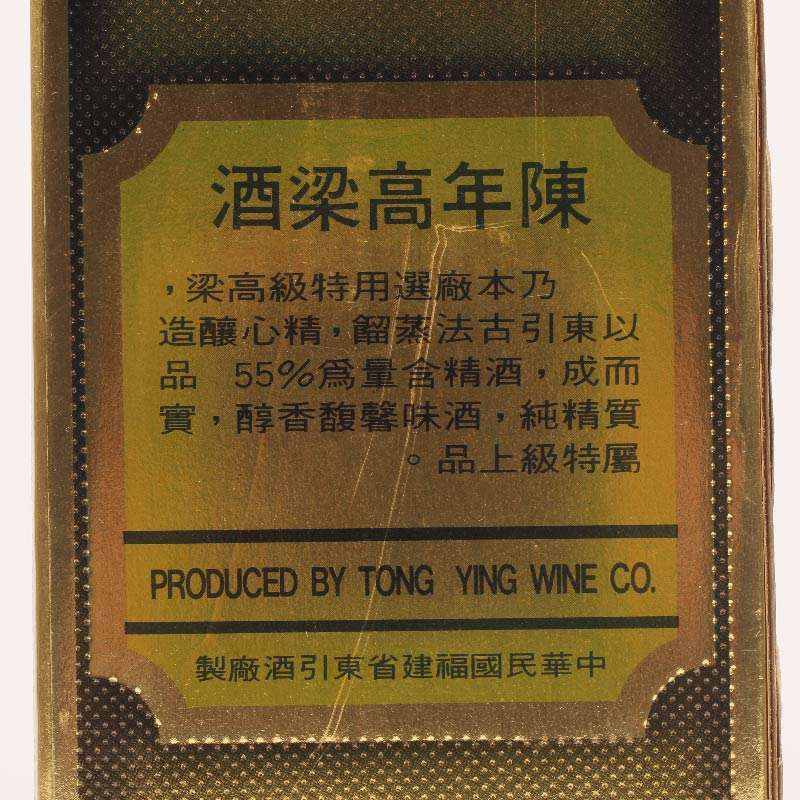 陳年高梁酒
乃本廠選用特級高梁，
以東引古法蒸餾，精心釀造
而成，酒精含量爲55% 品
質精純，酒味馨馥香醇，實
屬特級上品。
PRODUCED BY TONG YING WINE CO.
中華民國福建省東引酒廠製